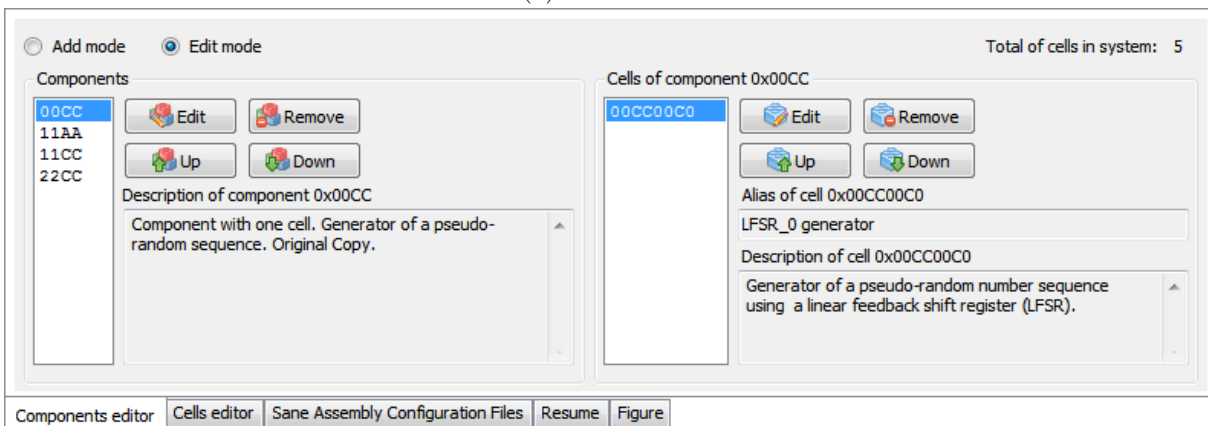 Add mode Edit mode Total of cells in system: 5
Components
00CC
11AA
11CC
22CC
Edit Remove
Up Down
Description of component 0x00CC
Component with one cell. Generator of a pseudo-
random sequence. Original Copy.
Cells of component 0x00CC
00CC00C0
Edit Remove
Up Down
Alias of cell 0x00CC00C0
LFSR_0 generator
Description of cell 0x00CC00C0
Generator of a pseudo-random number sequence
using a linear feedback shift register (LFSR).
Components editor Cells editor Sane Assembly Configuration Files Resume Figure